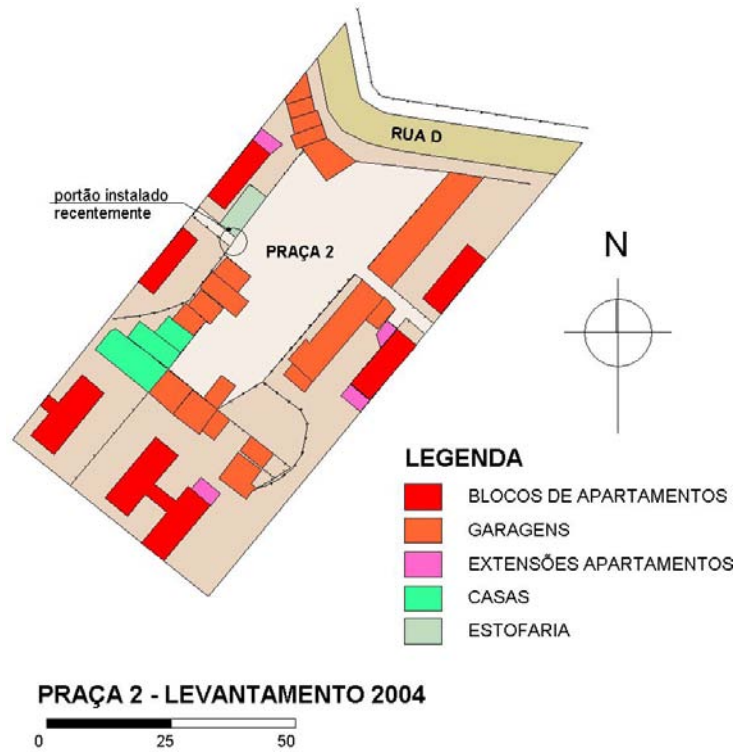 RUA D
portão instalado
recentemente
PRAÇA 2
N
LEGENDA
BLOCOS DE APARTAMENTOS
GARAGENS
EXTENSÕES APARTAMENTOS
CASAS
ESTOFARIA
PRAÇA 2 - LEVANTAMENTO 2004
0 25 50